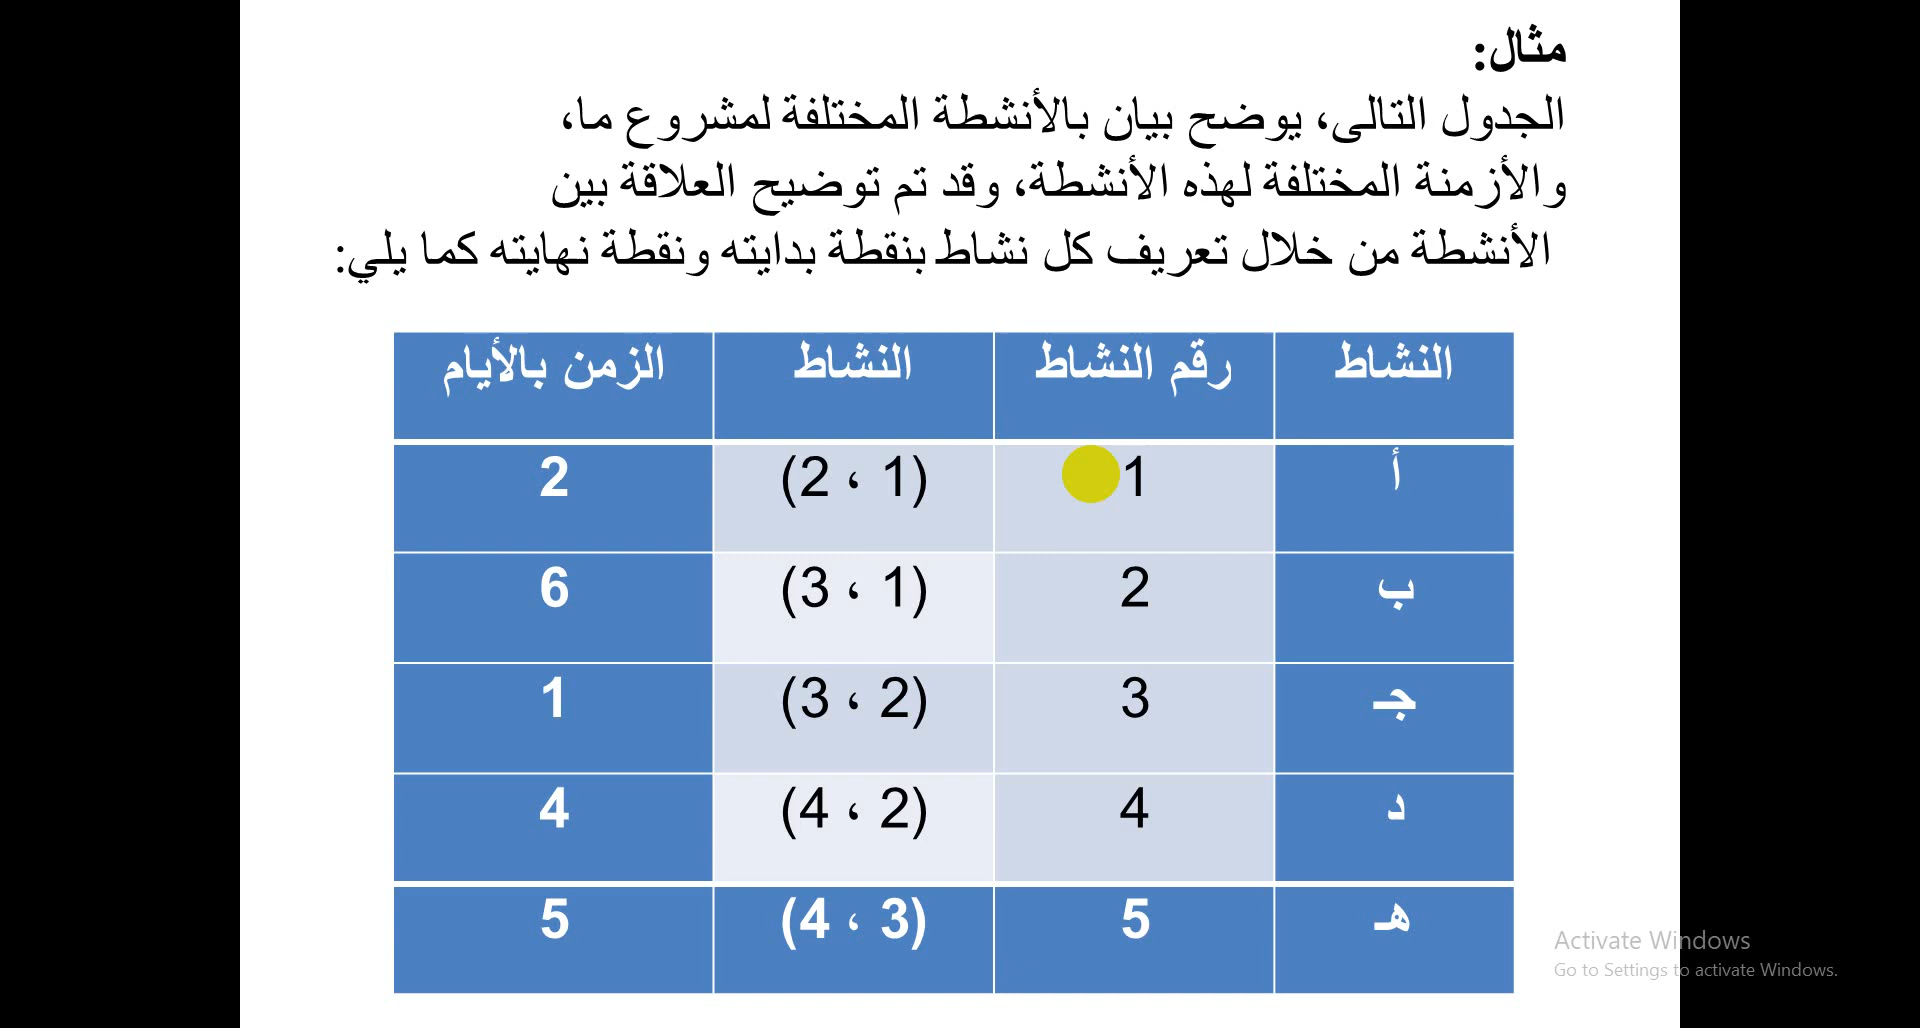 مثال:
الجدول التالى، يوضح بيان بالأنشطة المختلفة لمشروع ما،
والأزمنة المختلفة لهذه الأنشطة، وقد تم توضيح العلاقة بين
الأنشطة من خلال تعريف كل نشاط بنقطة بدايته ونقطة نهايته كما يلي:
النشاط رقم النشاط النشاط الزمن بالأيام
أ 1 (1 ، 2) 2
ب 2 (1 ، 3) 6
جـ 3 (2 ، 3) 1
د 4 (2 ، 4) 4
هـ 5 (3 ، 4) 5
Activate Windows
Go to Settings to activate Windows.